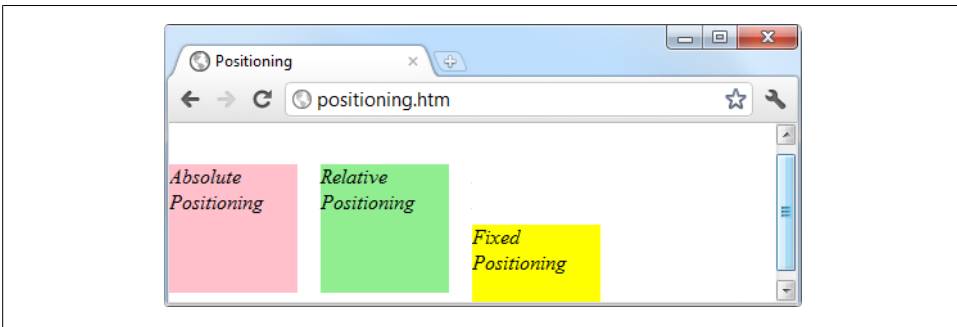 Positioning
positioning.htm
Absolute
Positioning
Relative
Positioning
Fixed
Positioning